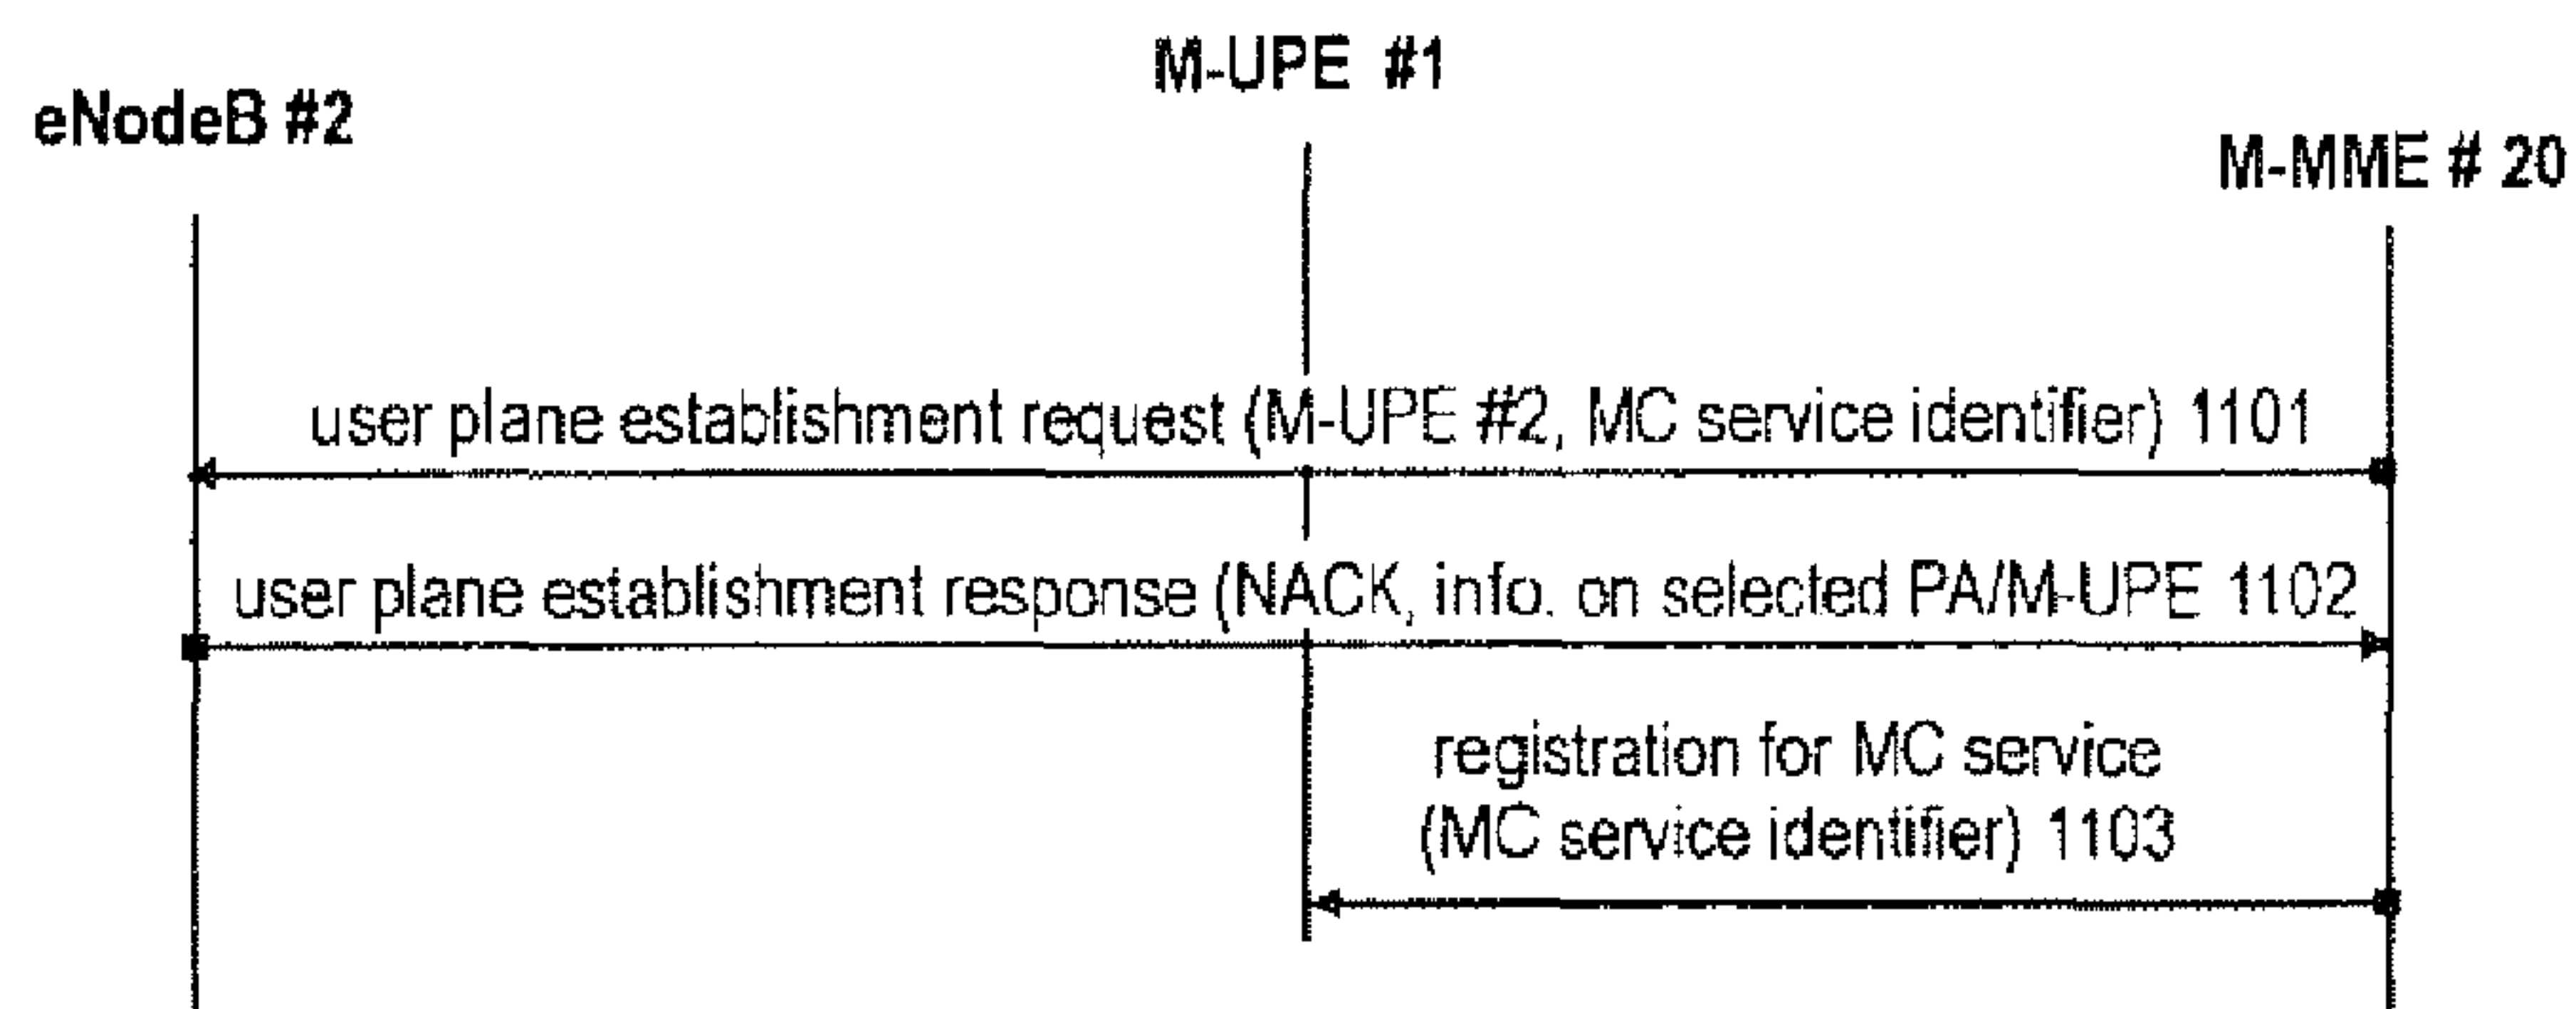 M-UPE #1
eNodeB #2
M-MME # 20
user plane establishment request (M-UPE #2, MC service identifier) 1101
user plane establishment response (NACK, info. on selected PA/M-UPE 1102
registration for MC service
(MC service identifier) 1103